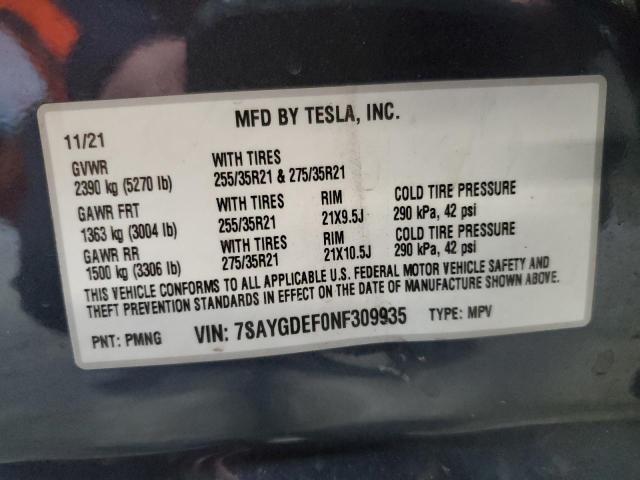 MFD BY TESLA, INC.
11/21
GVWR WITH TIRES
2390 kg (5270 lb) 255/35R21 & 275/35R21
GAWR FRT WITH TIRES RIM COLD TIRE PRESSURE
1363 kg (3004 lb) 255/35R21 21X9.5J 290 kPa, 42 psi
GAWR RR WITH TIRES RIM COLD TIRE PRESSURE
1500 kg (3306 lb) 275/35R21 21X10.5J 290 kPa, 42 psi
THIS VEHICLE CONFORMS TO ALL APPLICABLE U.S. FEDERAL MOTOR VEHICLE SAFETY AND
THEFT PREVENTION STANDARDS IN EFFECT ON THE DATE OF MANUFACTURE SHOWN ABOVE.
PNT: PMNG VIN: 7SAYGDEF0NF309935 TYPE: MPV